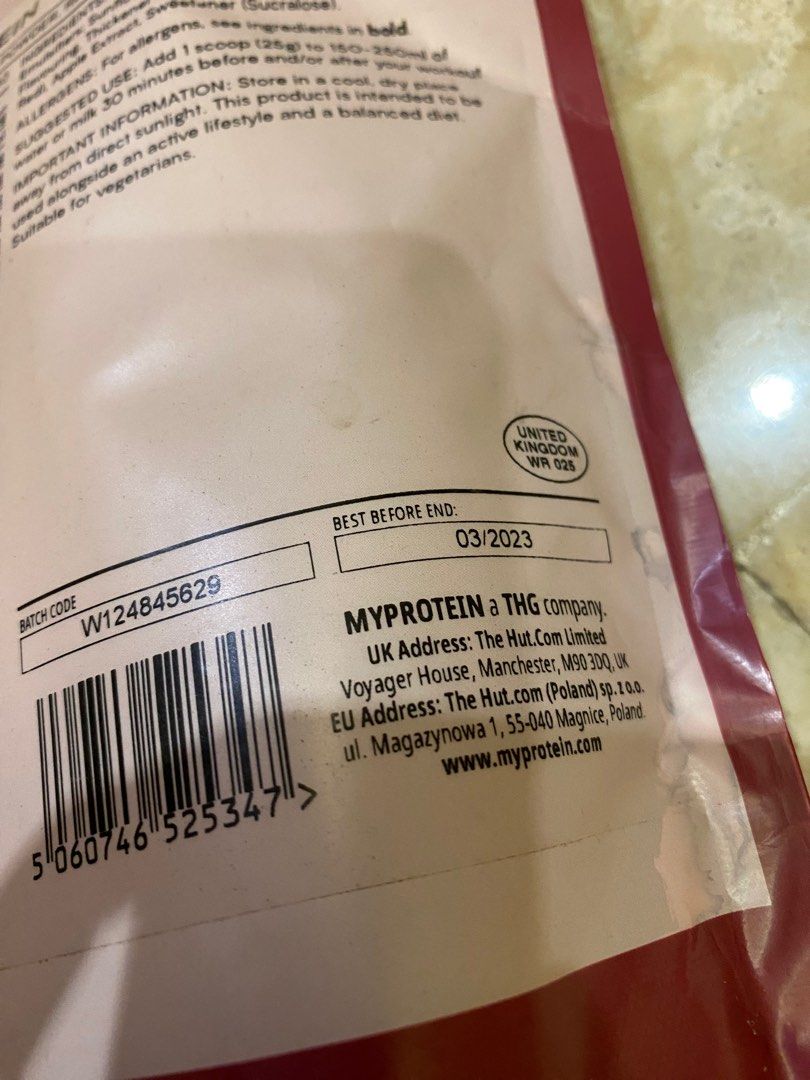 EIN
Sweetener (Sucralose).
Flavouring, Thickener
Red), Apple Extract,
ALLERGENS: For allergens, see ingredients in bold.
SUGGESTED USE: Add 1 scoop (25g) to 150-250ml of
water or milk 30 minutes before and/or after your workout.
IMPORTANT INFORMATION: Store in a cool, dry place
away from direct sunlight. This product is intended to be
used alongside an active lifestyle and a balanced diet.
Suitable for vegetarians.
UNITED
KINGDOM
WR 025
BEST BEFORE END:
03/2023
BATCH CODE
W124845629
MYPROTEIN a THG company.
UK Address: The Hut.Com Limited
Voyager House, Manchester, M90 3DQ, UK
EU Address: The Hut.com (Poland) sp. z o.o.
ul. Magazynowa 1, 55-040 Magnice, Poland
www.myprotein.com
5 060746 525347 >